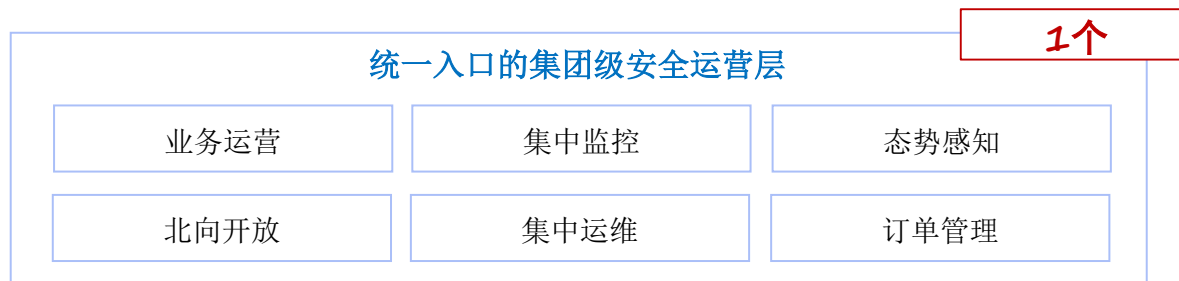 1个
统一入口的集团级安全运营层
业务运营
集中监控
态势感知
北向开放
集中运维
订单管理